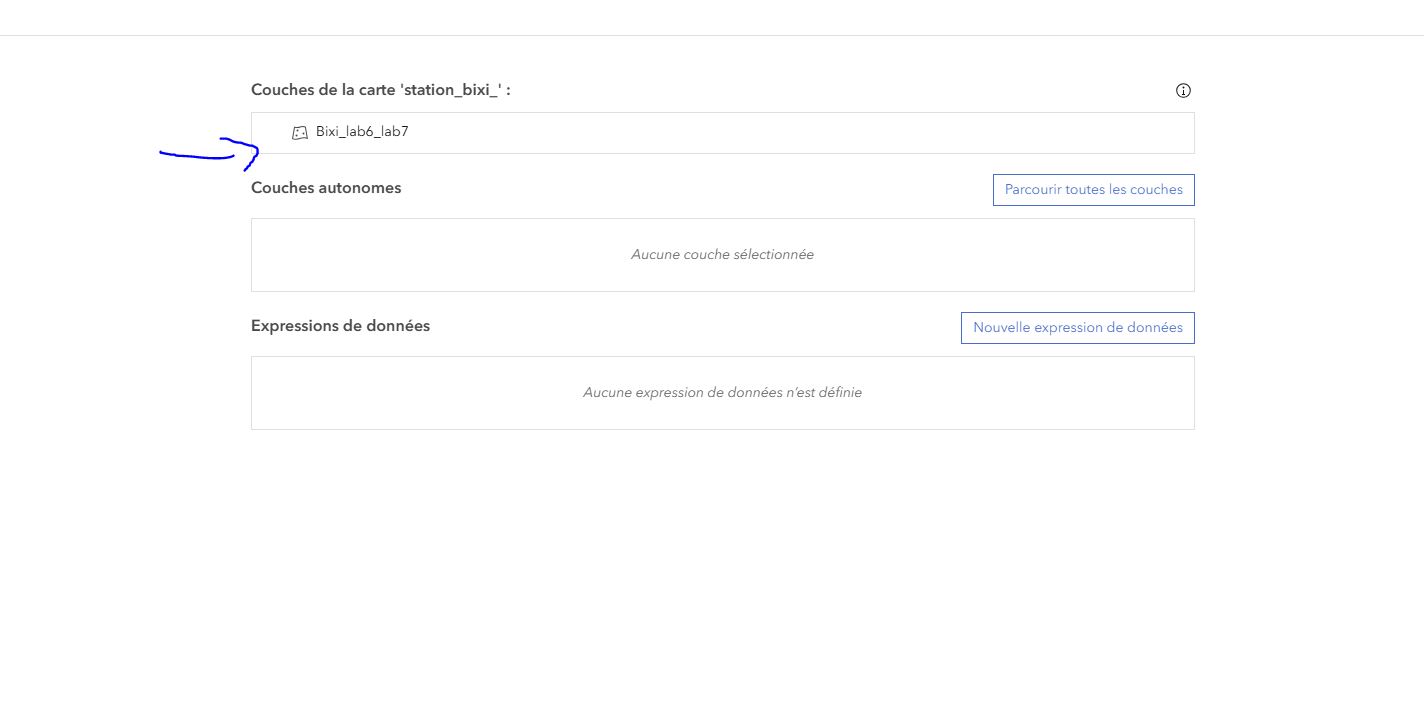 Couches de la carte 'station_bixi_' :
Bixi_lab6_lab7
Couches autonomes
Parcourir toutes les couches
Aucune couche sélectionnée
Expressions de données
Nouvelle expression de données
Aucune expression de données n'est définie